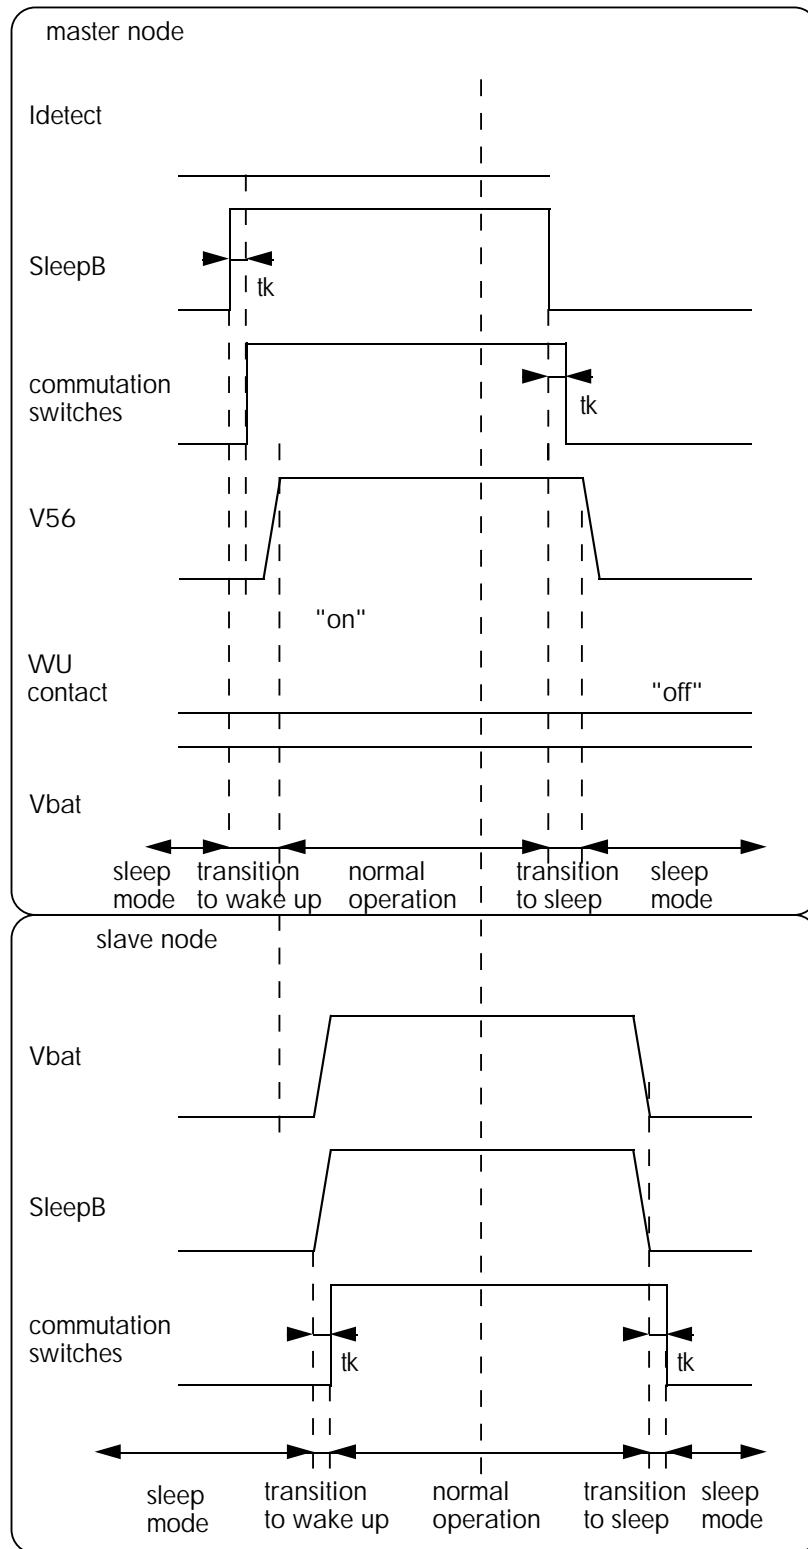 master node
Idetect
SleepB
tk
commutation
switches
tk
V56
"on"
WU
contact
"off"
Vbat
sleep
mode
transition
to wake up
normal
operation
transition
to sleep
sleep
mode
slave node
Vbat
SleepB
commutation
switches
tk
tk
sleep
mode
transition
to wake up
normal
operation
transition
to sleep
sleep
mode